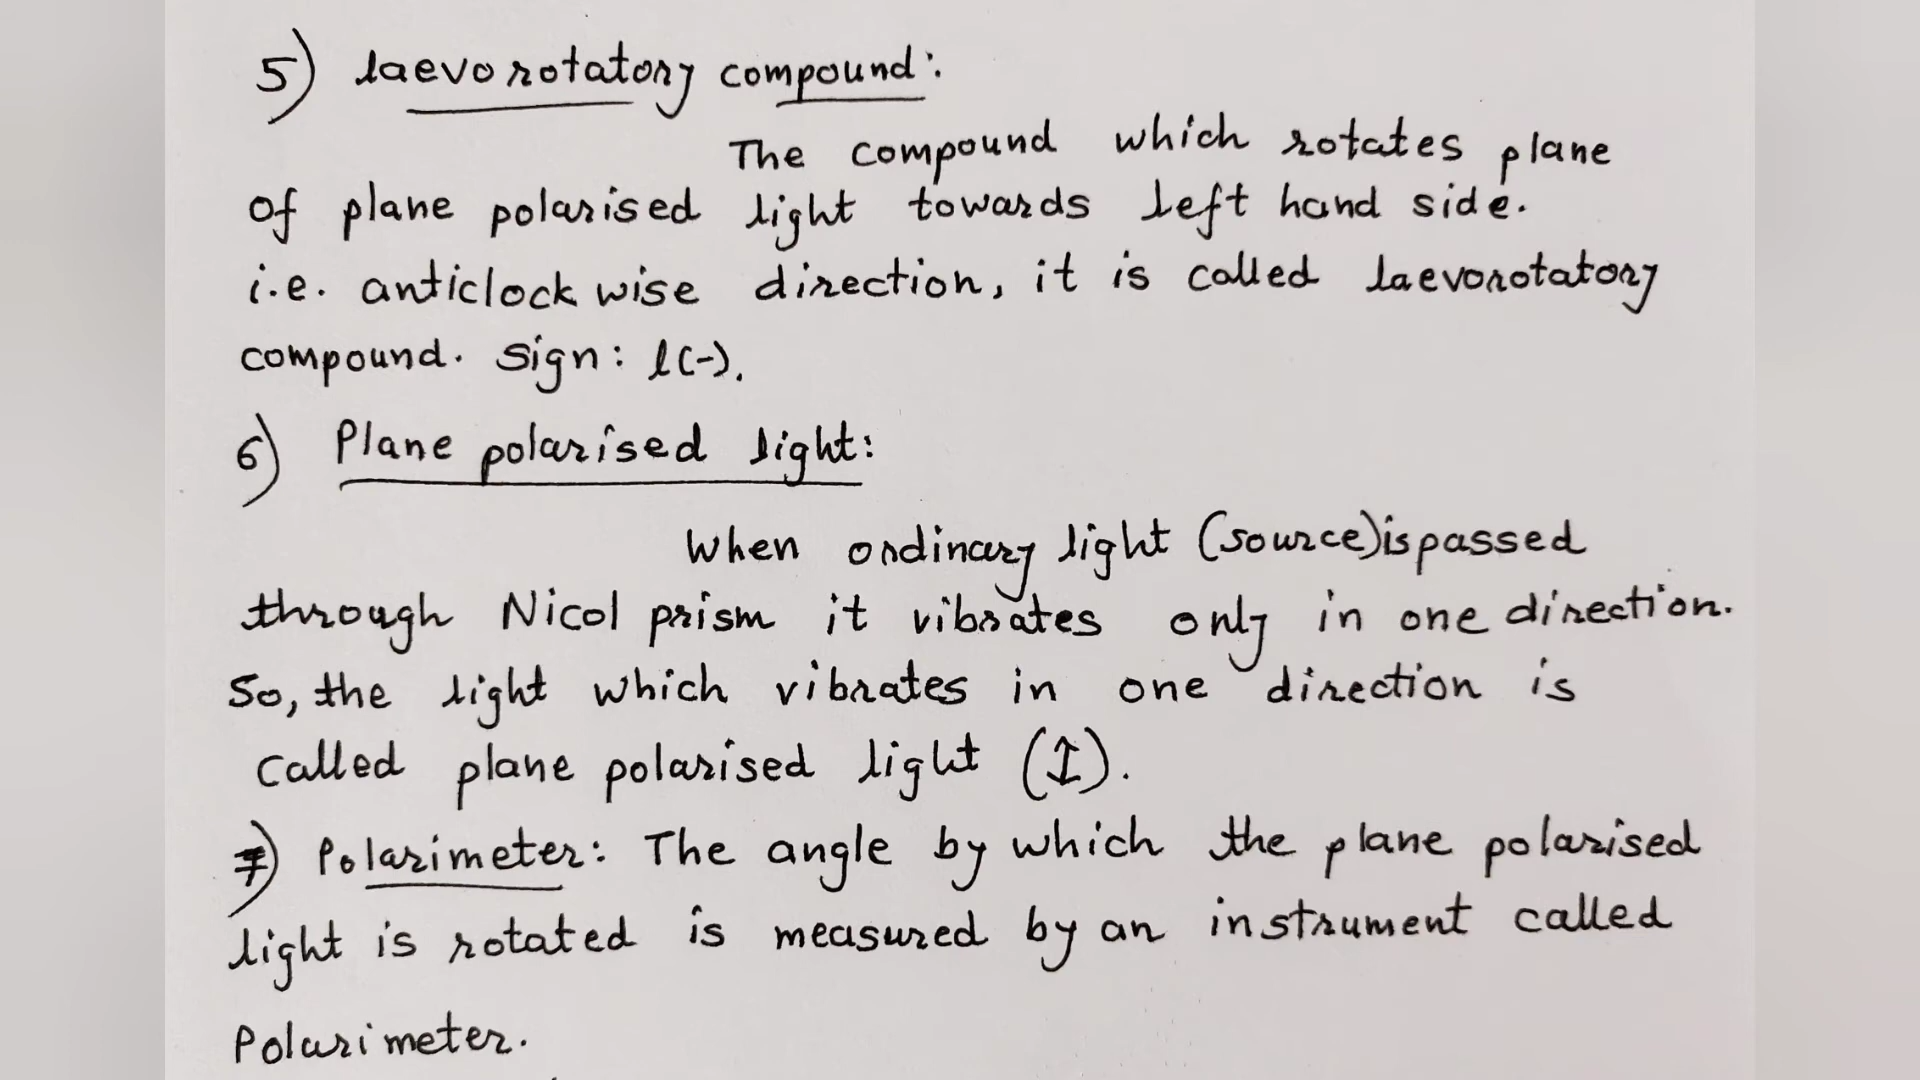 5) laevorotatory compound:
The compound which rotates plane
of plane polarised light towards left hand side.
i.e. anticlockwise direction, it is called laevorotatory
compound. Sign: l(-).
6) Plane polarised light:
When ordinary light (source) is passed
through Nicol prism it vibrates only in one direction.
So, the light which vibrates in one direction is
called plane polarised light (↕).
7) Polarimeter: The angle by which the plane polarised
light is rotated is measured by an instrument called
Polarimeter.